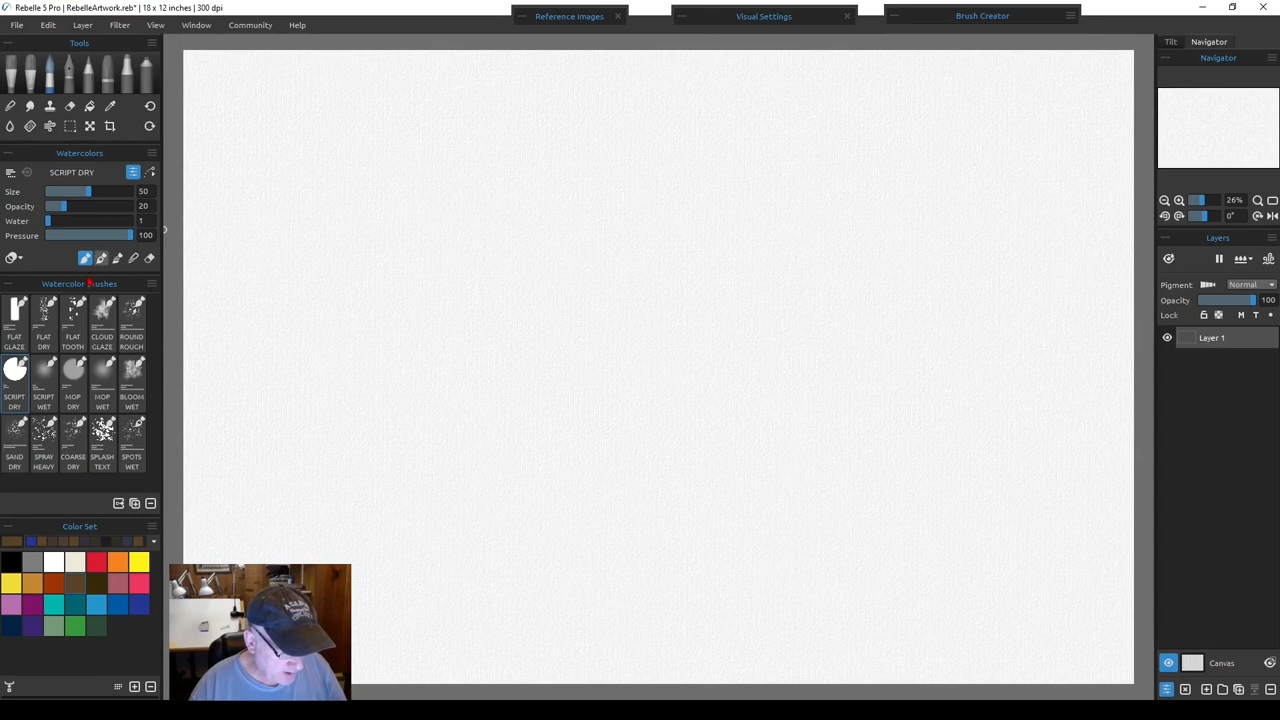 Rebelle 5 Pro | RebelleArtwork.reb* | 18 x 12 inches | 300 dpi
Reference Images
Visual Settings
Brush Creator
File Edit Layer Filter View Window Community Help
Tools
Tilt Navigator
Navigator
Watercolors
SCRIPT DRY
Size 50
Opacity 20
Water 1
Pressure 100
26%
0°
Layers
Pigment: Normal
Opacity 100
Lock M T
Layer 1
Watercolor Brushes
FLAT GLAZE
FLAT DRY
FLAT TOOTH
CLOUD GLAZE
ROUND ROUGH
SCRIPT DRY
SCRIPT WET
MOP DRY
MOP WET
BLOOM WET
SAND DRY
SPRAY HEAVY
COARSE DRY
SPLASH TEXT
SPOTS WET
Color Set
Canvas